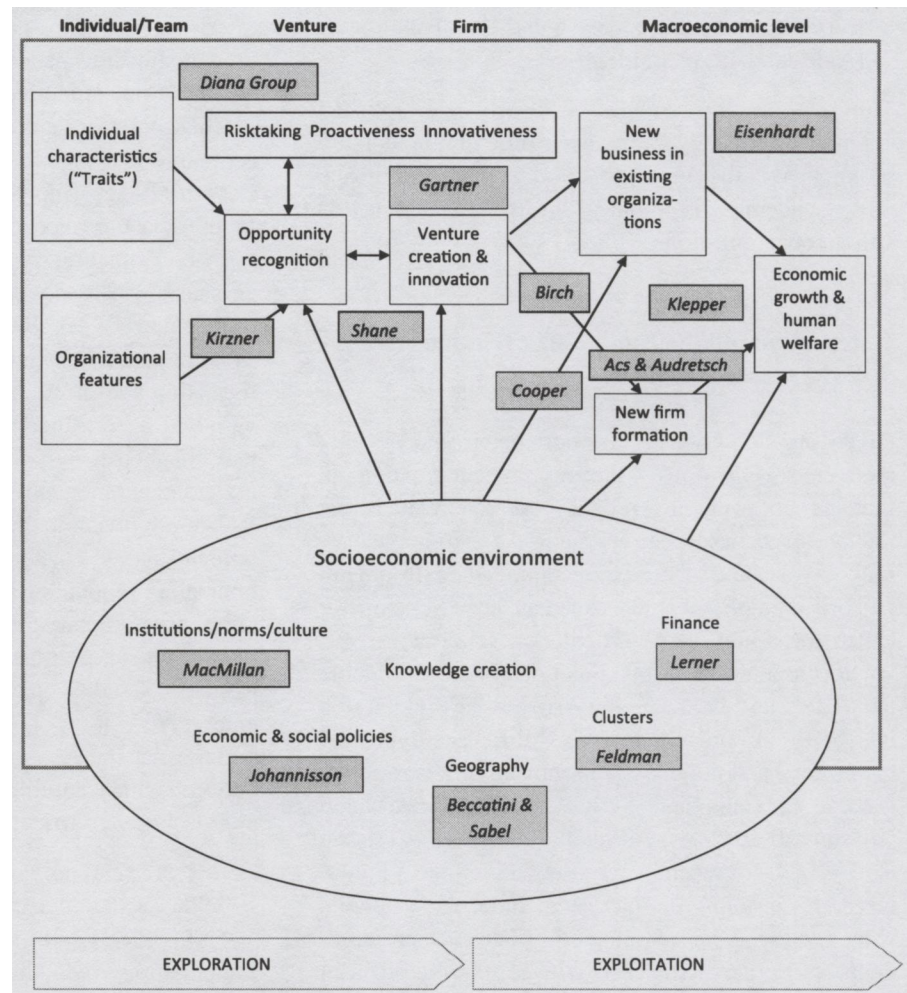 Individual/Team Venture Firm Macroeconomic level
Diana Group
Individual
characteristics
("Traits")
Risktaking Proactiveness Innovativeness
New
business in
existing
organiza-
tions
Eisenhardt
Gartner
Opportunity
recognition
Venture
creation &
innovation
Economic
growth &
human
welfare
Organizational
features
Kirzner
Shane
Birch
Klepper
Cooper
Acs & Audretsch
New firm
formation
Socioeconomic environment
Institutions/norms/culture
MacMillan
Knowledge creation
Finance
Lerner
Economic & social policies
Johannisson
Clusters
Feldman
Geography
Beccatini &
Sabel
EXPLORATION
EXPLOITATION